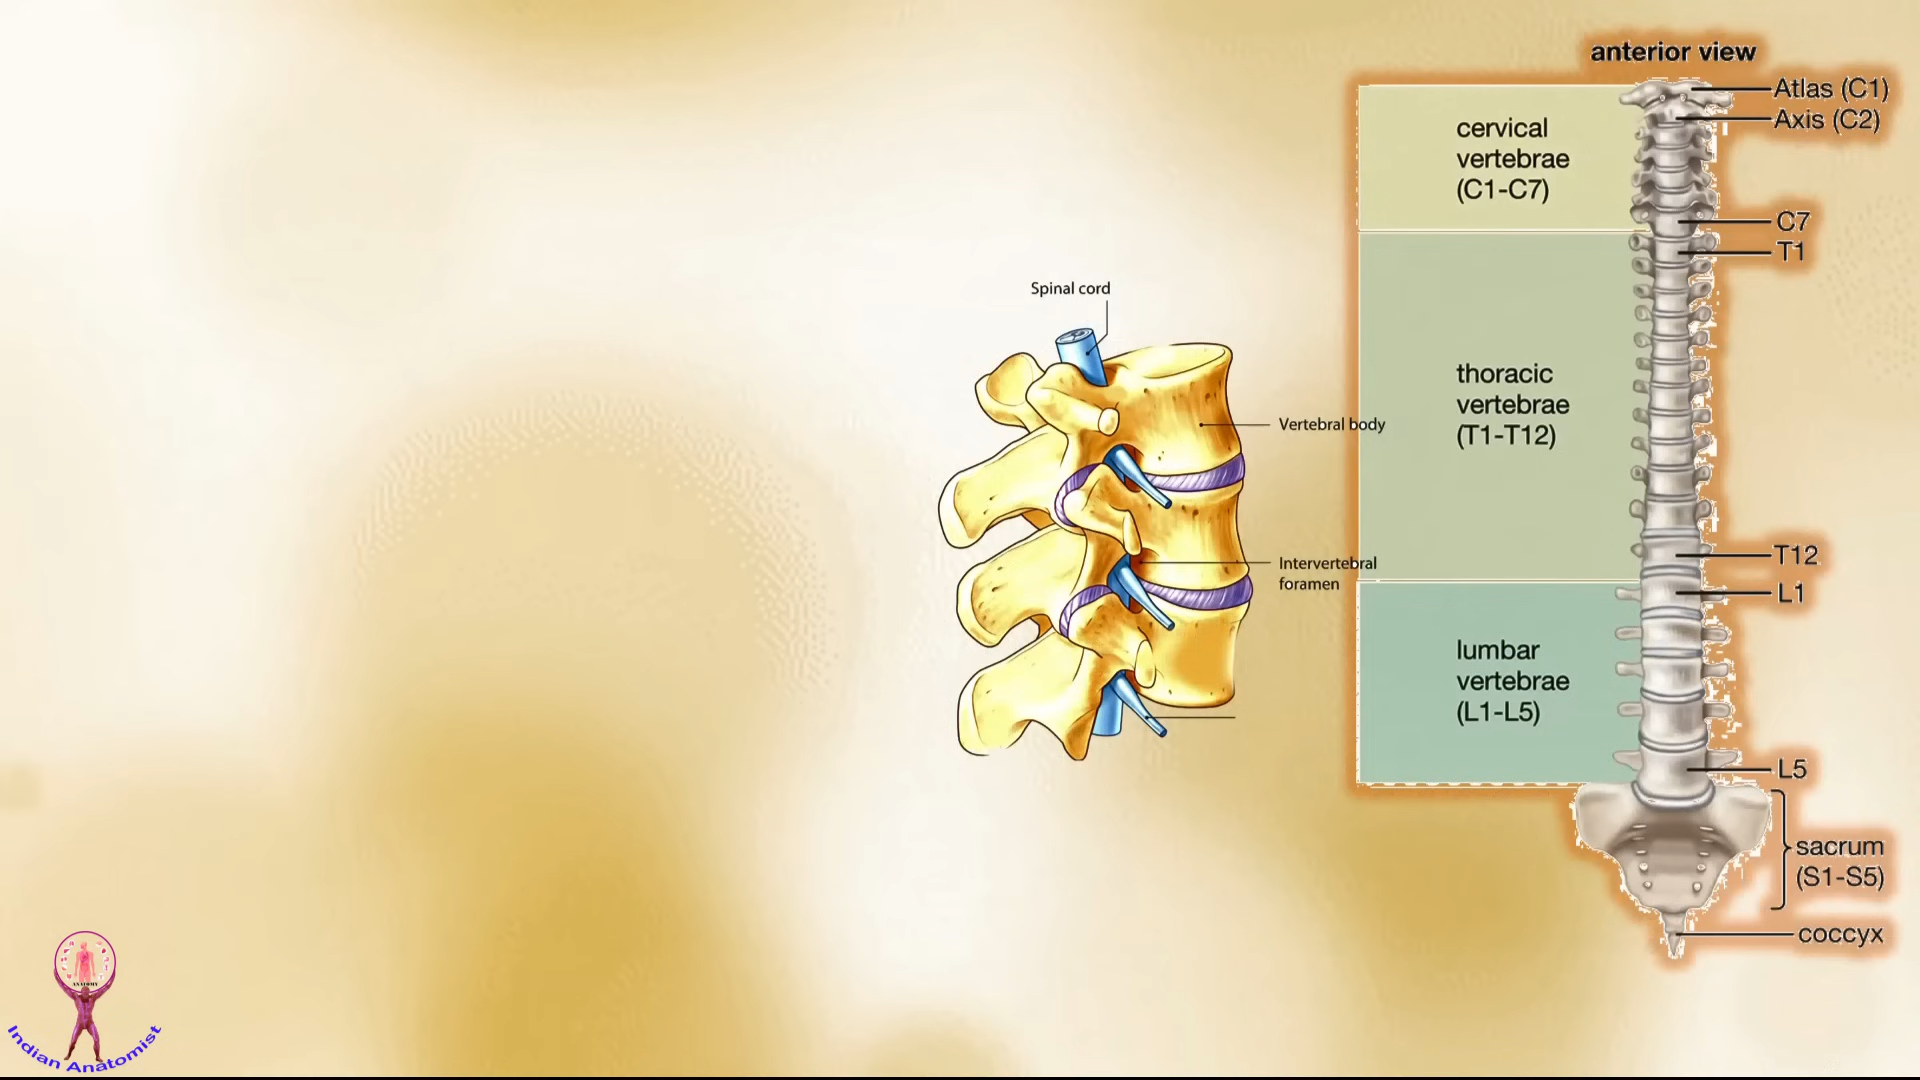 anterior view
Atlas (C1)
Axis (C2)
cervical
vertebrae
(C1-C7)
C7
T1
Spinal cord
thoracic
vertebrae
(T1-T12)
Vertebral body
Intervertebral
foramen
T12
L1
lumbar
vertebrae
(L1-L5)
L5
sacrum
(S1-S5)
coccyx
ANATOMY
Indian Anatomist